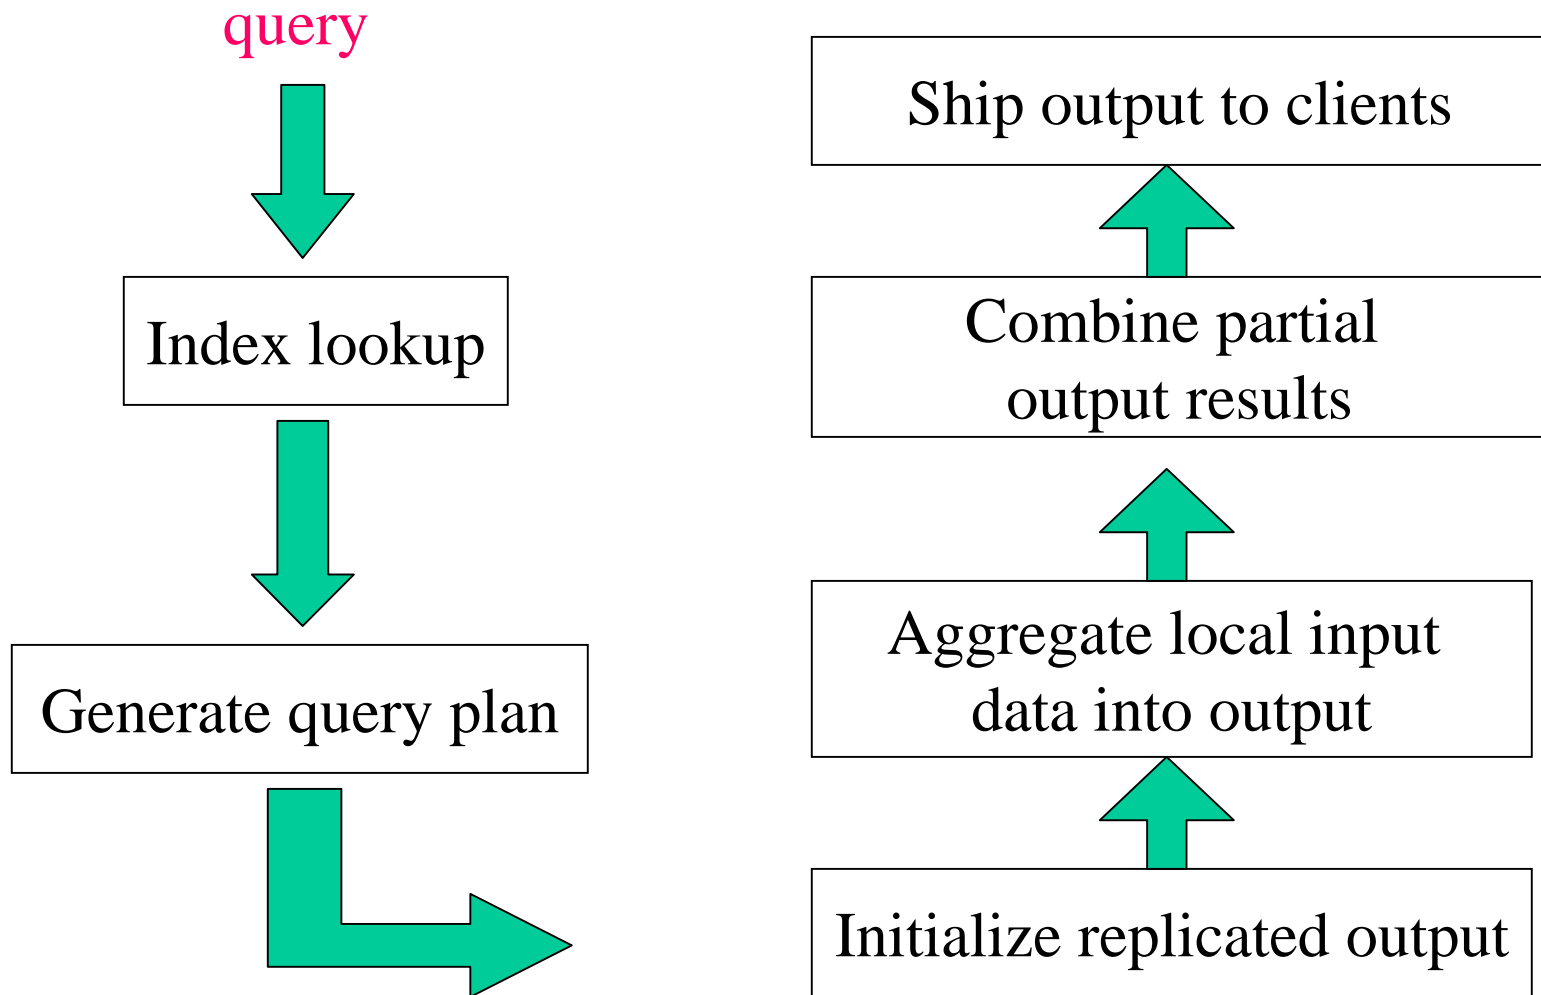 query
Index lookup
Generate query plan
Initialize replicated output
Aggregate local input
data into output
Combine partial
output results
Ship output to clients